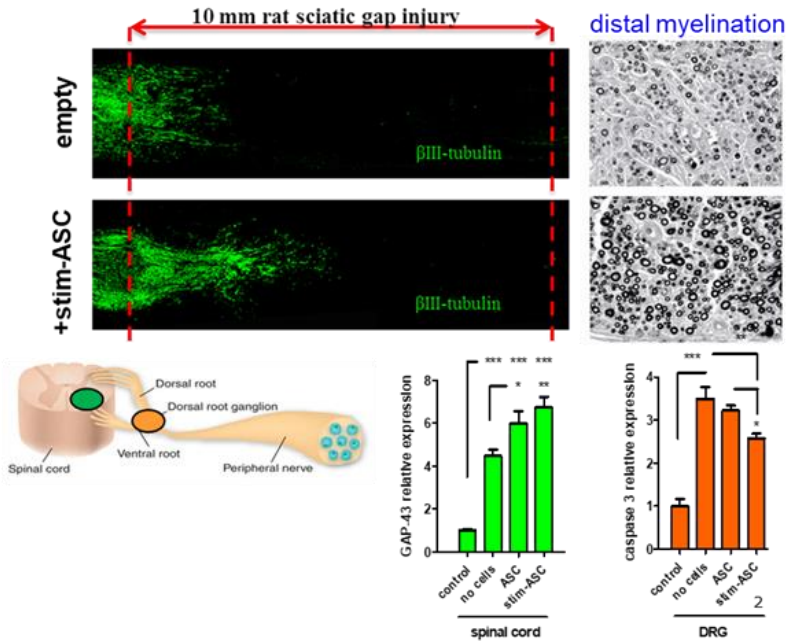 10 mm rat sciatic gap injury
distal myelination
empty
βIII-tubulin
+stim-ASC
βIII-tubulin
Dorsal root
Dorsal root ganglion
Ventral root
Spinal cord
Peripheral nerve
GAP-43 relative expression
8
6
4
2
0
*** *** ***
* **
control
no cells
ASC
stim-ASC
spinal cord
caspase 3 relative expression
4
3
2
1
0
***
*
control
no cells
ASC
stim-ASC
DRG
2